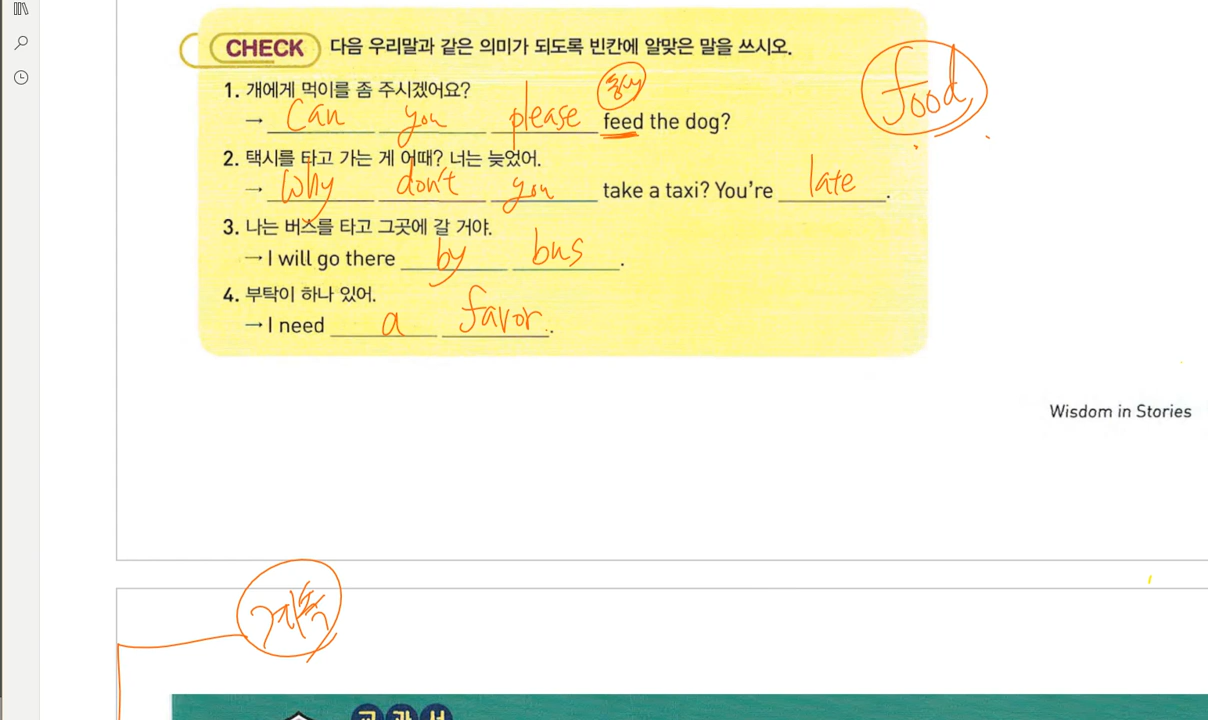 CHECK 다음 우리말과 같은 의미가 되도록 빈칸에 알맞은 말을 쓰시오.
food
1. 개에게 먹이를 좀 주시겠어요?
동사
→ Can you please feed the dog?
2. 택시를 타고 가는 게 어때? 너는 늦었어.
→ Why don't you take a taxi? You're late.
3. 나는 버스를 타고 그곳에 갈 거야.
→ I will go there by bus.
4. 부탁이 하나 있어.
→ I need a favor.
Wisdom in Stories
교과서